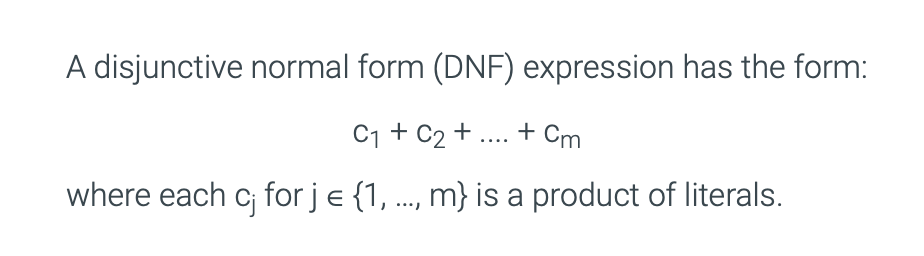 A disjunctive normal form (DNF) expression has the form:
c₁ + c₂ + .... + cₘ
where each cⱼ for j ∈ {1, ..., m} is a product of literals.